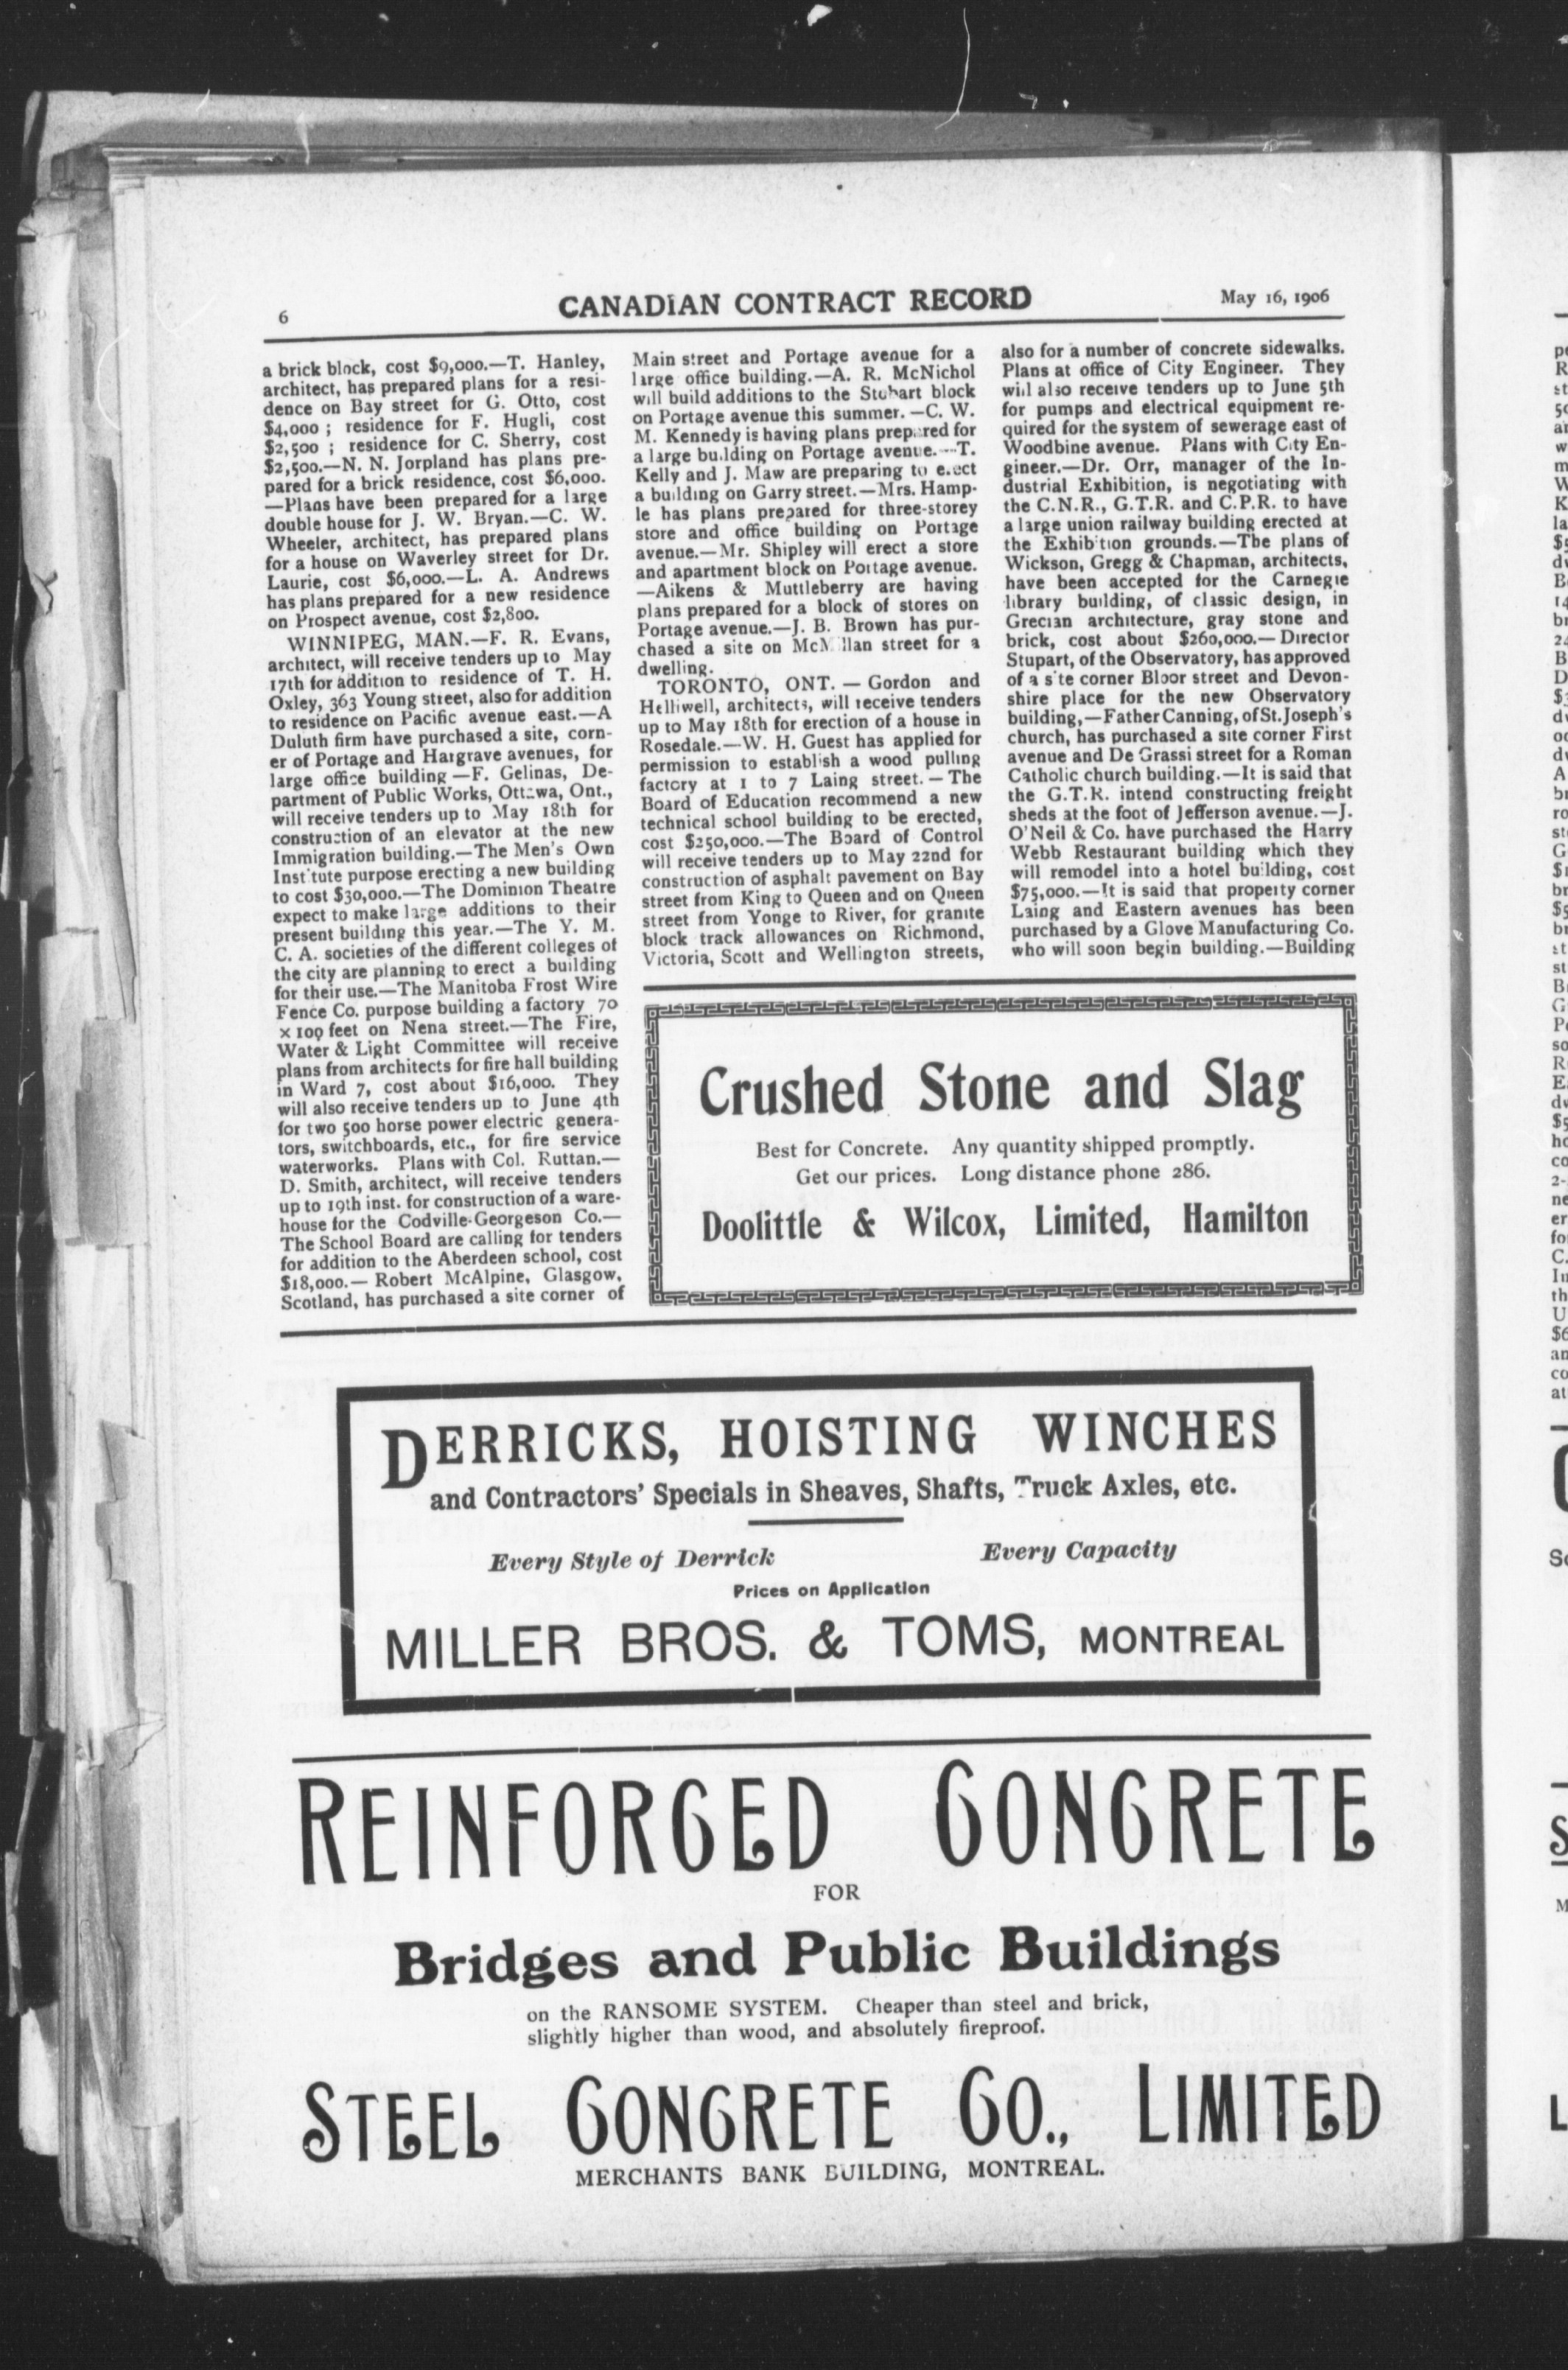 6
CANADIAN CONTRACT RECORD
May 16, 1906
a brick block, cost $9,000.—T. Hanley,
architect, has prepared plans for a resi-
dence on Bay street for G. Otto, cost
$4,000 ; residence for F. Hugli, cost
$2,500 ; residence for C. Sherry, cost
$2,500.—N. N. Jorpland has plans pre-
pared for a brick residence, cost $6,000.
—Plans have been prepared for a large
double house for J. W. Bryan.—C. W.
Wheeler, architect, has prepared plans
for a house on Waverley street for Dr.
Laurie, cost $6,000.—L. A. Andrews
has plans prepared for a new residence
on Prospect avenue, cost $2,800.
WINNIPEG, MAN.—F. R. Evans,
architect, will receive tenders up to May
17th for addition to residence of T. H.
Oxley, 363 Young street, also for addition
to residence on Pacific avenue east.—A
Duluth firm have purchased a site, corn-
er of Portage and Hargrave avenues, for
large office building —F. Gelinas, De-
partment of Public Works, Ottawa, Ont.,
will receive tenders up to May 18th for
construction of an elevator at the new
Immigration building.—The Men's Own
Institute purpose erecting a new building
to cost $30,000.—The Dominion Theatre
expect to make large additions to their
present building this year.—The Y. M.
C. A. societies of the different colleges of
the city are planning to erect a building
for their use.—The Manitoba Frost Wire
Fence Co. purpose building a factory 70
× 109 feet on Nena street.—The Fire,
Water & Light Committee will receive
plans from architects for fire hall building
in Ward 7, cost about $16,000. They
will also receive tenders up to June 4th
for two 500 horse power electric genera-
tors, switchboards, etc., for fire service
waterworks. Plans with Col. Ruttan.—
D. Smith, architect, will receive tenders
up to 19th inst. for construction of a ware-
house for the Codville-Georgeson Co.—
The School Board are calling for tenders
for addition to the Aberdeen school, cost
$18,000.— Robert McAlpine, Glasgow,
Scotland, has purchased a site corner of
Main street and Portage avenue for a
large office building.—A. R. McNichol
will build additions to the Stobart block
on Portage avenue this summer. —C. W.
M. Kennedy is having plans prepared for
a large building on Portage avenue.—T.
Kelly and J. Maw are preparing to erect
a building on Garry street.—Mrs. Hamp-
le has plans prepared for three-storey
store and office building on Portage
avenue.—Mr. Shipley will erect a store
and apartment block on Portage avenue.
—Aikens & Muttleberry are having
plans prepared for a block of stores on
Portage avenue.—J. B. Brown has pur-
chased a site on McMillan street for a
dwelling.
TORONTO, ONT. — Gordon and
Helliwell, architects, will receive tenders
up to May 18th for erection of a house in
Rosedale.—W. H. Guest has applied for
permission to establish a wood pulling
factory at 1 to 7 Laing street. — The
Board of Education recommend a new
technical school building to be erected,
cost $250,000.—The Board of Control
will receive tenders up to May 22nd for
construction of asphalt pavement on Bay
street from King to Queen and on Queen
street from Yonge to River, for granite
block track allowances on Richmond,
Victoria, Scott and Wellington streets,
also for a number of concrete sidewalks.
Plans at office of City Engineer. They
will also receive tenders up to June 5th
for pumps and electrical equipment re-
quired for the system of sewerage east of
Woodbine avenue. Plans with City En-
gineer.—Dr. Orr, manager of the In-
dustrial Exhibition, is negotiating with
the C.N.R., G.T.R. and C.P.R. to have
a large union railway building erected at
the Exhibition grounds.—The plans of
Wickson, Gregg & Chapman, architects,
have been accepted for the Carnegie
library building, of classic design, in
Grecian architecture, gray stone and
brick, cost about $260,000.— Director
Stupart, of the Observatory, has approved
of a site corner Bloor street and Devon-
shire place for the new Observatory
building,—Father Canning, of St. Joseph's
church, has purchased a site corner First
avenue and De Grassi street for a Roman
Catholic church building.—It is said that
the G.T.R. intend constructing freight
sheds at the foot of Jefferson avenue.—J.
O'Neil & Co. have purchased the Harry
Webb Restaurant building which they
will remodel into a hotel building, cost
$75,000.—It is said that property corner
Laing and Eastern avenues has been
purchased by a Glove Manufacturing Co.
who will soon begin building.—Building
Crushed Stone and Slag
Best for Concrete. Any quantity shipped promptly.
Get our prices. Long distance phone 286.
Doolittle & Wilcox, Limited, Hamilton
DERRICKS, HOISTING WINCHES
and Contractors' Specials in Sheaves, Shafts, Truck Axles, etc.
Every Style of Derrick Every Capacity
Prices on Application
MILLER BROS. & TOMS, MONTREAL
REINFORCED CONCRETE
FOR
Bridges and Public Buildings
on the RANSOME SYSTEM. Cheaper than steel and brick,
slightly higher than wood, and absolutely fireproof.
STEEL CONCRETE CO., LIMITED
MERCHANTS BANK BUILDING, MONTREAL.